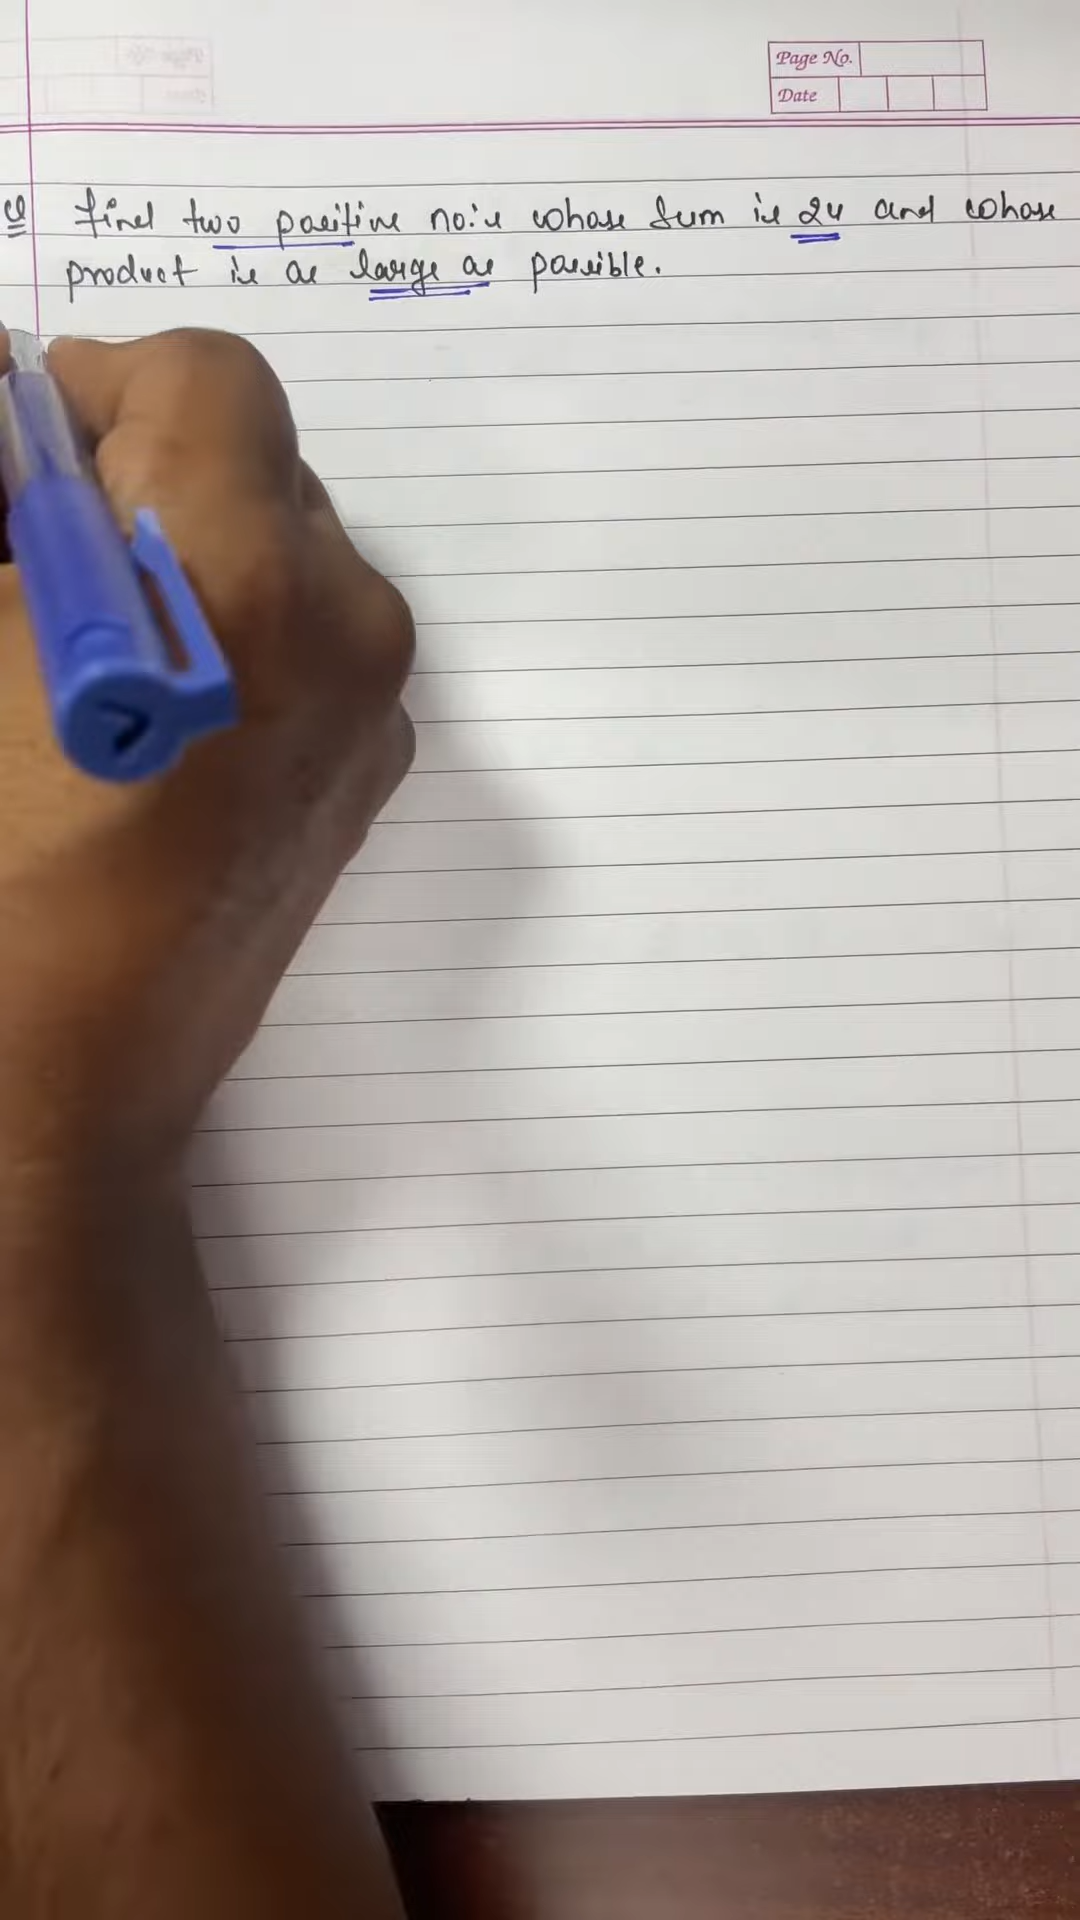 Page No.
Date
Q Find two positive no:s whose sum is 24 and whose
product is as large as possible.